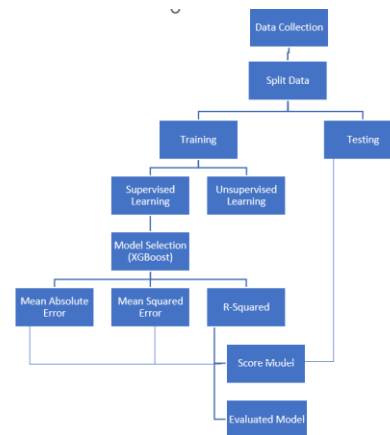 Data Collection
Split Data
Training
Testing
Supervised
Learning
Unsupervised
Learning
Model Selection
(XGBoost)
Mean Absolute
Error
Mean Squared
Error
R-Squared
Score Model
Evaluated Model